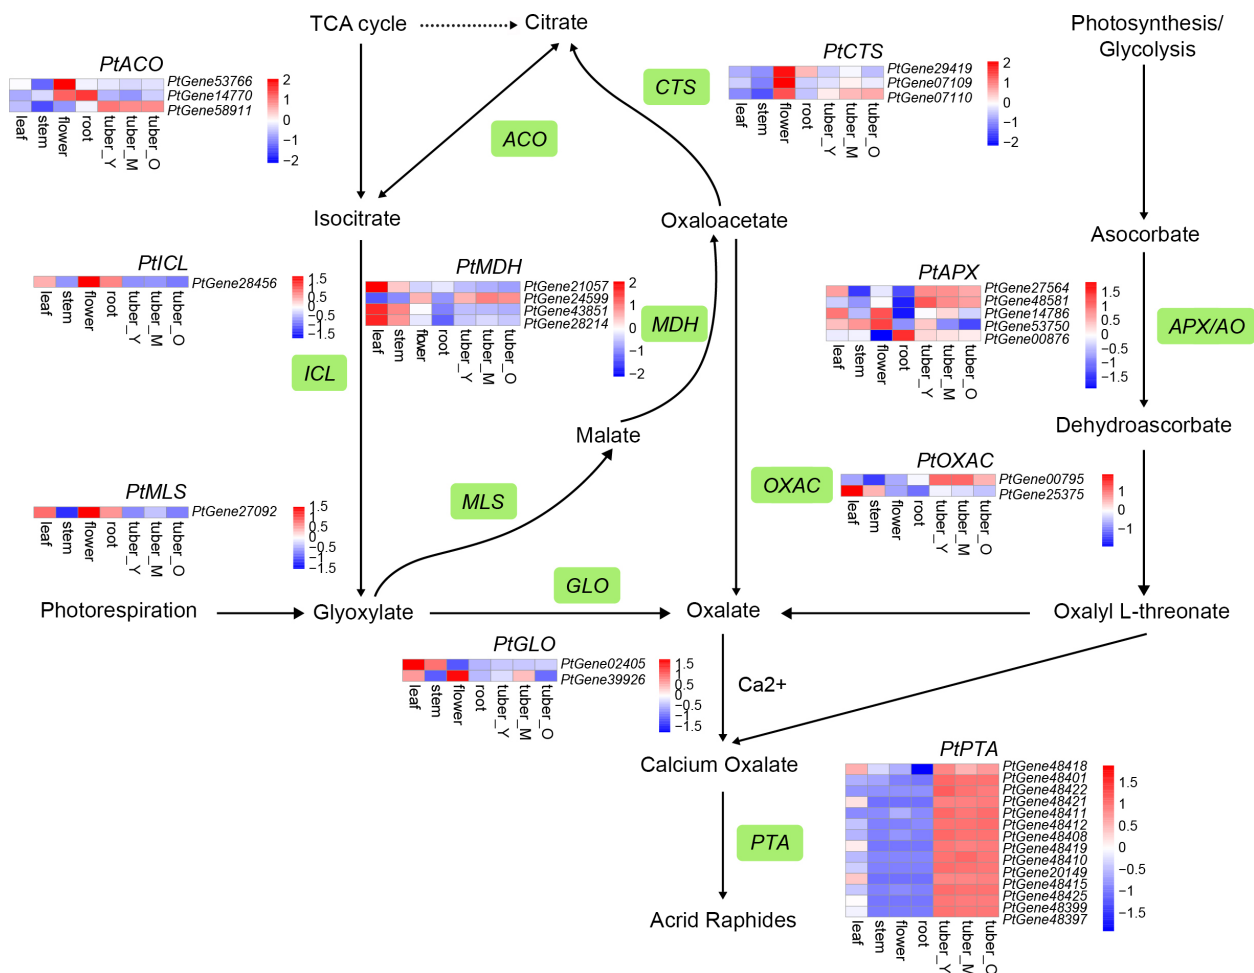 TCA cycle
Citrate
Photosynthesis/
Glycolysis
PtACO
PtGene53766
PtGene14770
PtGene58911
leaf
stem
flower
root
tuber_Y
tuber_M
tuber_O
2
1
0
−1
−2
CTS
PtCTS
PtGene29419
PtGene07109
PtGene07110
leaf
stem
flower
root
tuber_Y
tuber_M
tuber_O
2
1
0
−1
−2
ACO
Isocitrate
Oxaloacetate
Asocorbate
PtICL
PtGene28456
leaf
stem
flower
root
tuber_Y
tuber_M
tuber_O
1.5
0.5
0
−0.5
−1.5
ICL
PtMDH
PtGene21057
PtGene24599
PtGene43851
PtGene28214
leaf
stem
flower
root
tuber_Y
tuber_M
tuber_O
2
1
0
−1
−2
MDH
PtAPX
PtGene27564
PtGene48581
PtGene14786
PtGene53750
PtGene00876
leaf
stem
flower
root
tuber_Y
tuber_M
tuber_O
1.5
1
0.5
0
−0.5
−1
−1.5
APX/AO
Malate
Dehydroascorbate
PtMLS
PtGene27092
leaf
stem
flower
root
tuber_Y
tuber_M
tuber_O
1.5
0.5
0
−0.5
−1.5
MLS
OXAC
PtOXAC
PtGene00795
PtGene25375
leaf
stem
flower
root
tuber_Y
tuber_M
tuber_O
1
0
−1
GLO
Photorespiration
Glyoxylate
Oxalate
Oxalyl L-threonate
PtGLO
PtGene02405
PtGene39926
leaf
stem
flower
root
tuber_Y
tuber_M
tuber_O
1.5
0.5
0
−0.5
−1.5
Ca2+
Calcium Oxalate
PtPTA
PtGene48418
PtGene48401
PtGene48422
PtGene48421
PtGene48411
PtGene48412
PtGene48408
PtGene48419
PtGene48410
PtGene20149
PtGene48415
PtGene48425
PtGene48399
PtGene48397
leaf
stem
flower
root
tuber_Y
tuber_M
tuber_O
1.5
1
0.5
0
−0.5
−1
−1.5
PTA
Acrid Raphides